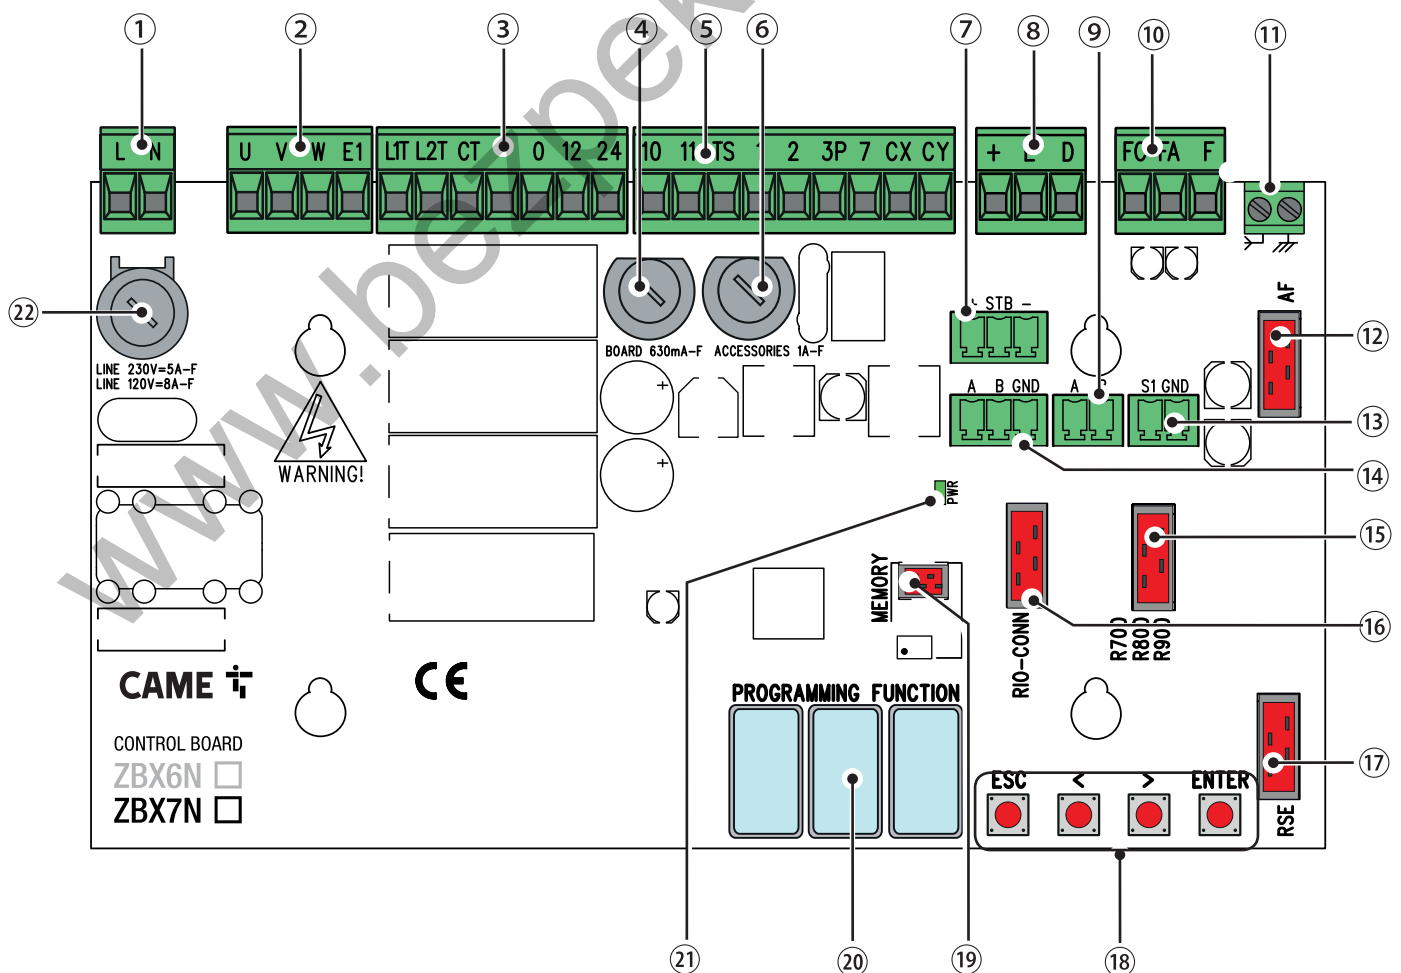 1 2 3 4 5 6 7 8 9 10 11
L N U V W E1 L1T L2T CT 0 12 24 10 11 TS 1 2 3P 7 CX CY + E D FC FA F
22
LINE 230V=5A-F
LINE 120V=8A-F
BOARD 630mA-F ACCESSORIES 1A-F
+ STB -
AF
12
A B GND A B S1 GND
13
WARNING!
14
PWR
15
MEMORY
RIO-CONN
R700
R800
R900
16
CAME
CE
PROGRAMMING FUNCTION
CONTROL BOARD
ZBX6N
ZBX7N
17
ESC < > ENTER
RSE
21 20 19 18
www.bezpek